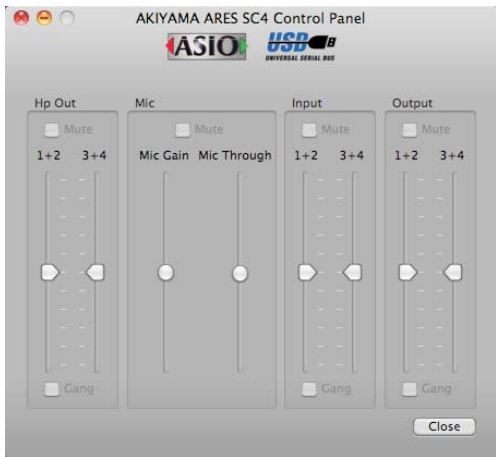 AKIYAMA ARES SC4 Control Panel
ASIO USB
UNIVERSAL SERIAL BUS
Hp Out Mic Input Output
Mute Mute Mute Mute
1+2 3+4 Mic Gain Mic Through 1+2 3+4 1+2 3+4
Gang Gang Gang
Close